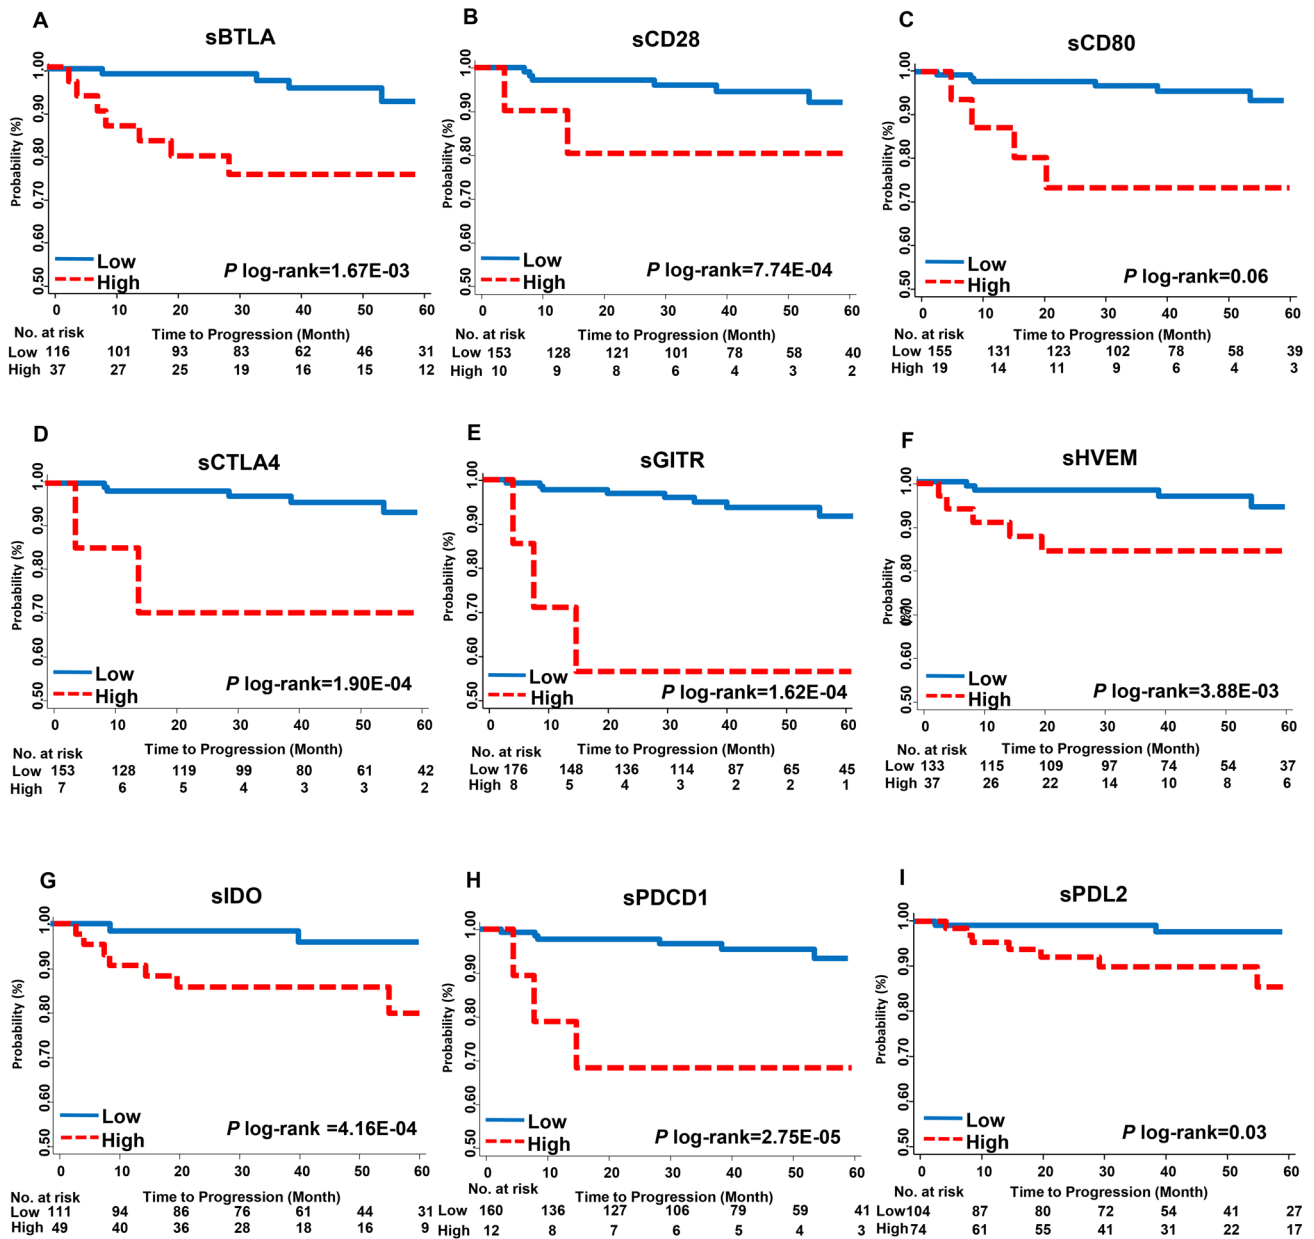 A
sBTLA
Probability (%)
1.00
0.90
0.80
0.70
0.60
0.50
Low
High
P log-rank=1.67E-03
0 10 20 30 40 50 60
No. at risk Time to Progression (Month)
Low 116 101 93 83 62 46 31
High 37 27 25 19 16 15 12
B
sCD28
Probability (%)
1.00
0.90
0.80
0.70
0.60
0.50
Low
High
P log-rank=7.74E-04
0 10 20 30 40 50 60
No. at risk Time to Progression (Month)
Low 153 128 121 101 78 58 40
High 10 9 8 6 4 3 2
C
sCD80
Probability (%)
1.00
0.90
0.80
0.70
0.60
0.50
Low
High
P log-rank=0.06
0 10 20 30 40 50 60
No. at risk Time to Progression (Month)
Low 155 131 123 102 78 58 39
High 19 14 11 9 6 4 3
D
sCTLA4
Probability (%)
1.00
0.90
0.80
0.70
0.60
0.50
Low
High
P log-rank=1.90E-04
0 10 20 30 40 50 60
No. at risk Time to Progression (Month)
Low 153 128 119 99 80 61 42
High 7 6 5 4 3 3 2
E
sGITR
Probability (%)
1.00
0.90
0.80
0.70
0.60
0.50
Low
High
P log-rank=1.62E-04
0 10 20 30 40 50 60
No. at risk Time to Progression (Month)
Low 176 148 136 114 87 65 45
High 8 5 4 3 2 2 1
F
sHVEM
Probability
1.00
0.90
0.80
0.60
0.50
Low
High
P log-rank=3.88E-03
0 10 20 30 40 50 60
No. at risk Time to Progression (Month)
Low 133 115 109 97 74 54 37
High 37 26 22 14 10 8 6
G
sIDO
Probability (%)
1.00
0.90
0.80
0.70
0.60
0.50
Low
High
P log-rank =4.16E-04
0 10 20 30 40 50 60
No. at risk Time to Progression (Month)
Low 111 94 86 76 61 44 31
High 49 40 36 28 18 16 9
H
sPDCD1
Probability (%)
1.00
0.90
0.80
0.70
0.60
0.50
Low
High
P log-rank=2.75E-05
0 10 20 30 40 50 60
No. at risk Time to Progression (Month)
Low 160 136 127 106 79 59 41
High 12 8 7 6 5 4 3
I
sPDL2
Probability (%)
1.00
0.90
0.80
0.70
0.60
0.50
Low
High
P log-rank=0.03
0 10 20 30 40 50 60
No. at risk Time to Progression (Month)
Low 104 87 80 72 54 41 27
High 74 61 55 41 31 22 17